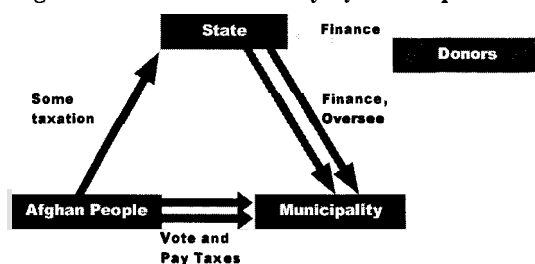 State
Finance
Donors
Some
taxation
Finance,
Oversee
Afghan People
Municipality
Vote and
Pay Taxes